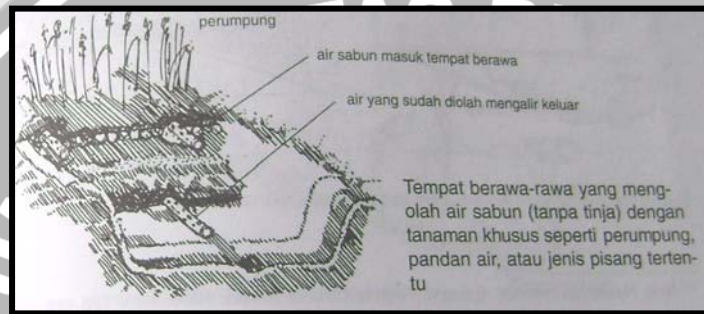 perumpung
air sabun masuk tempat berawa
air yang sudah diolah mengalir keluar
Tempat berawa-rawa yang meng-
olah air sabun (tanpa tinja) dengan
tanaman khusus seperti perumpung,
pandan air, atau jenis pisang terten-
tu